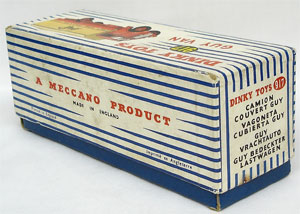 DINKY TOYS
GUY VAN
A MECCANO PRODUCT
MADE IN ENGLAND
DINKY TOYS 917
CAMION
COUVERT GUY
VAGONETA
CUBIERTA GUY
GUY
VRACHTAUTO
GUY BEDECKTER
LASTWAGEN